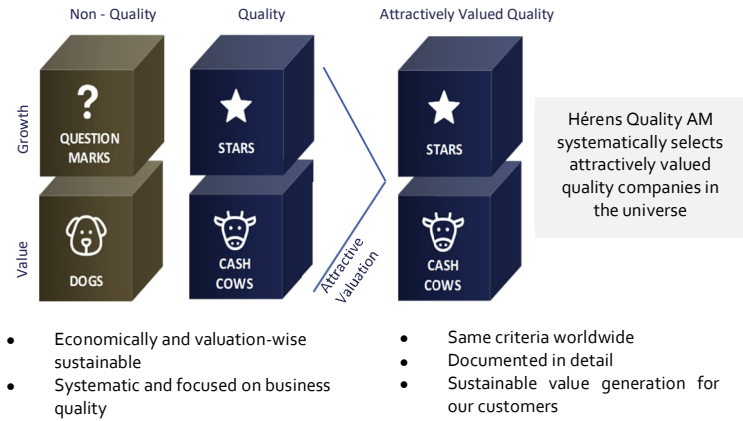 Non - Quality
Quality
Attractively Valued Quality
Growth
?
QUESTION
MARKS
STARS
STARS
Hérens Quality AM
systematically selects
attractively valued
quality companies in
the universe
Value
DOGS
CASH
COWS
Attractive
Valuation
CASH
COWS
• Economically and valuation-wise
sustainable
• Systematic and focused on business
quality
• Same criteria worldwide
• Documented in detail
• Sustainable value generation for
our customers